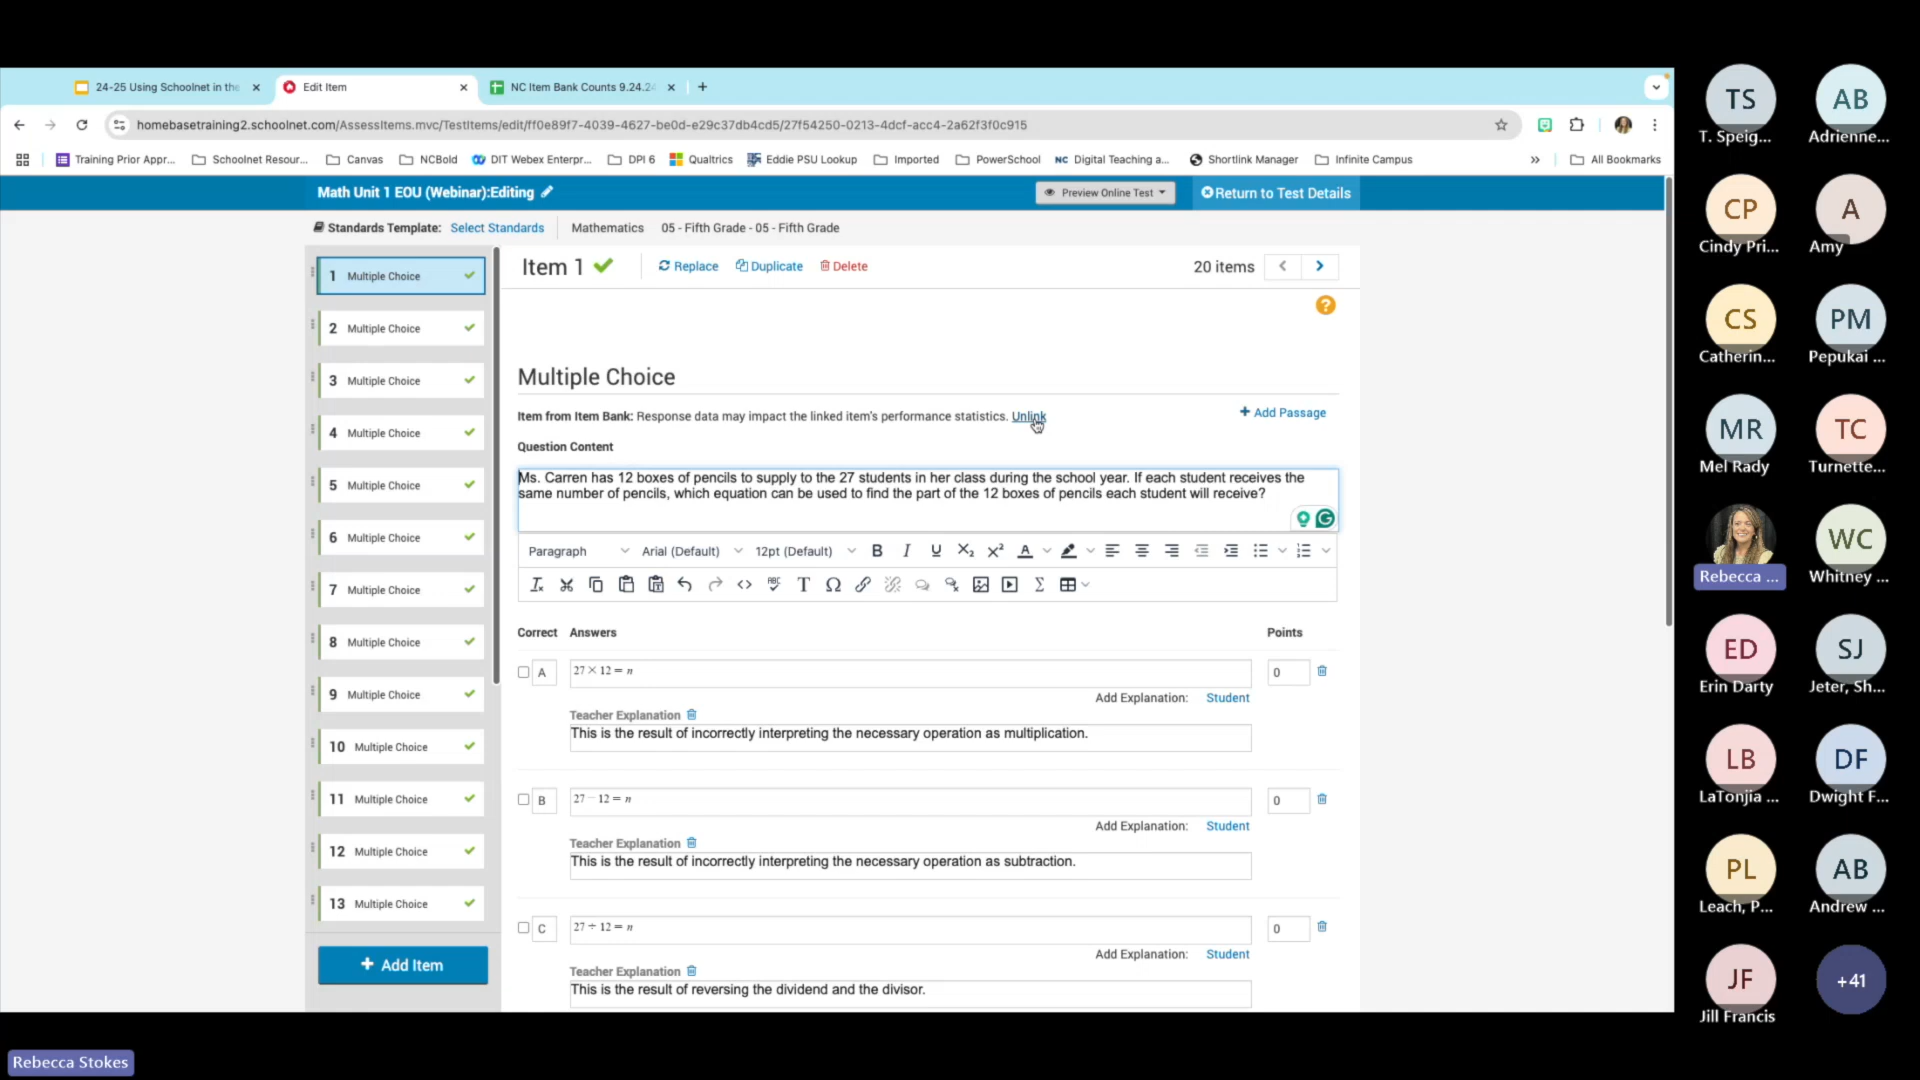 24-25 Using Schoolnet in the
Edit Item
NC Item Bank Counts 9.24.24
homebasetraining2.schoolnet.com/AssessItems.mvc/TestItems/edit/ff0e89f7-4039-4627-be0d-e29c37db4cd5/27f54250-0213-4dcf-acc4-2a62f3f0c915
Training Prior Appr...
Schoolnet Resour...
Canvas
NCBold
DIT Webex Enterpr...
DPI 6
Qualtrics
Eddie PSU Lookup
Imported
PowerSchool
NC Digital Teaching a...
Shortlink Manager
Infinite Campus
All Bookmarks
Math Unit 1 EOU (Webinar):Editing
Preview Online Test
Return to Test Details
Standards Template: Select Standards
Mathematics
05 - Fifth Grade - 05 - Fifth Grade
1 Multiple Choice
2 Multiple Choice
3 Multiple Choice
4 Multiple Choice
5 Multiple Choice
6 Multiple Choice
7 Multiple Choice
8 Multiple Choice
9 Multiple Choice
10 Multiple Choice
11 Multiple Choice
12 Multiple Choice
13 Multiple Choice
+ Add Item
Item 1
Replace
Duplicate
Delete
20 items
?
Multiple Choice
Item from Item Bank: Response data may impact the linked item's performance statistics. Unlink
+ Add Passage
Question Content
Ms. Carren has 12 boxes of pencils to supply to the 27 students in her class during the school year. If each student receives the
same number of pencils, which equation can be used to find the part of the 12 boxes of pencils each student will receive?
Paragraph
Arial (Default)
12pt (Default)
Correct Answers Points
A 27 × 12 = n 0
Add Explanation: Student
Teacher Explanation
This is the result of incorrectly interpreting the necessary operation as multiplication.
B 27 − 12 = n 0
Add Explanation: Student
Teacher Explanation
This is the result of incorrectly interpreting the necessary operation as subtraction.
C 27 ÷ 12 = n 0
Add Explanation: Student
Teacher Explanation
This is the result of reversing the dividend and the divisor.
TS
T. Speig...
AB
Adrienne...
CP
Cindy Pri...
A
Amy
CS
Catherin...
PM
Pepukai ...
MR
Mel Rady
TC
Turnette...
Rebecca ...
WC
Whitney ...
ED
Erin Darty
SJ
Jeter, Sh...
LB
LaTonjia ...
DF
Dwight F...
PL
Leach, P...
AB
Andrew ...
JF
Jill Francis
+41
Rebecca Stokes